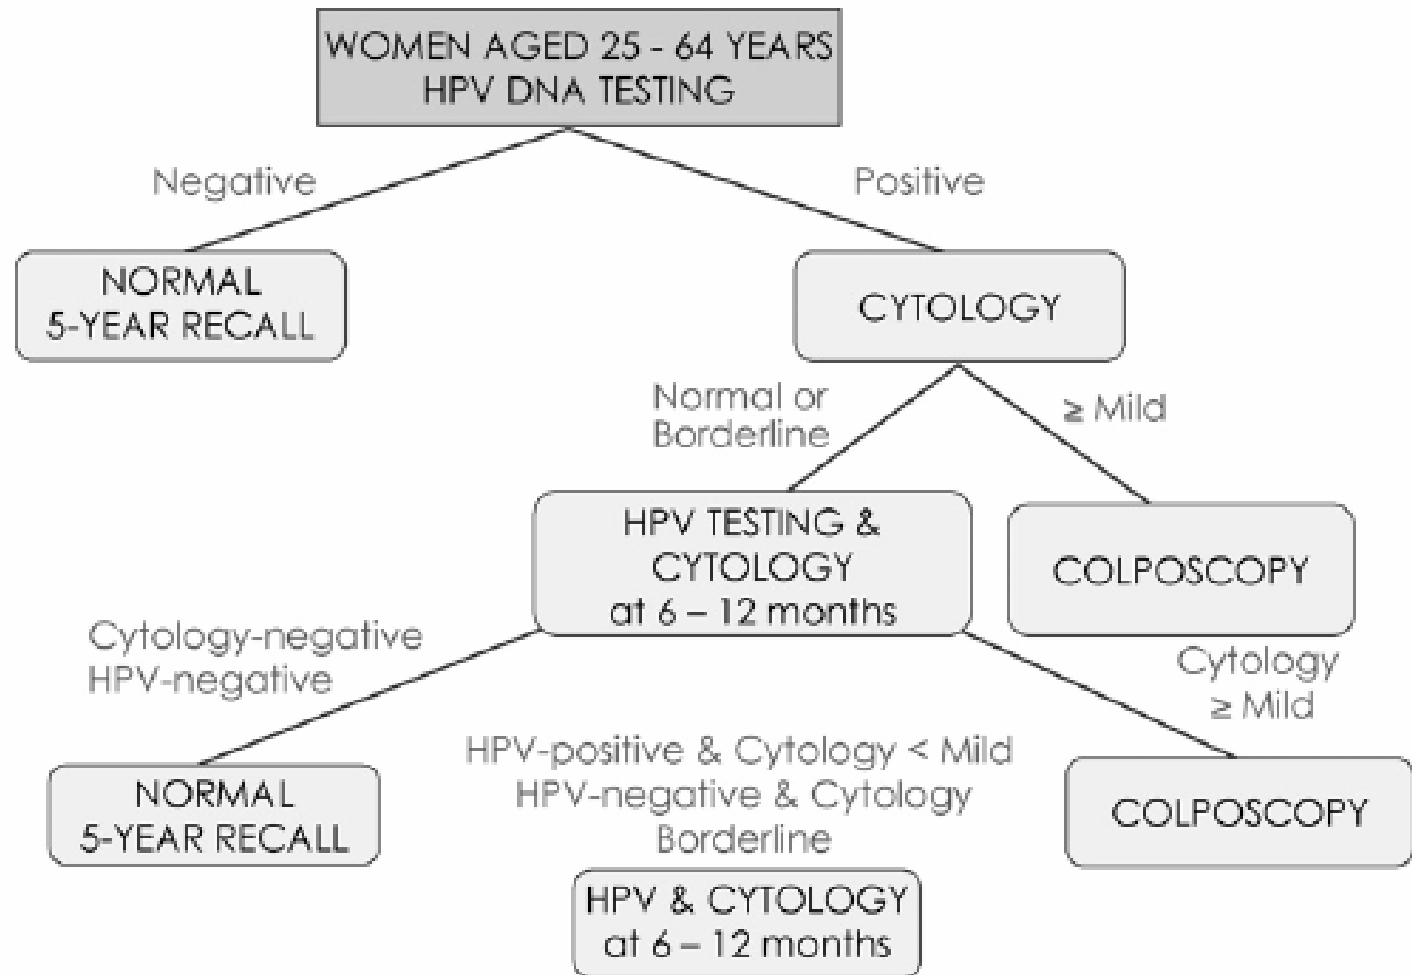 WOMEN AGED 25 - 64 YEARS
HPV DNA TESTING
Negative
Positive
NORMAL
5-YEAR RECALL
CYTOLOGY
Normal or
Borderline
≥ Mild
HPV TESTING &
CYTOLOGY
at 6 – 12 months
COLPOSCOPY
Cytology-negative
HPV-negative
Cytology
≥ Mild
HPV-positive & Cytology < Mild
HPV-negative & Cytology
Borderline
NORMAL
5-YEAR RECALL
COLPOSCOPY
HPV & CYTOLOGY
at 6 – 12 months